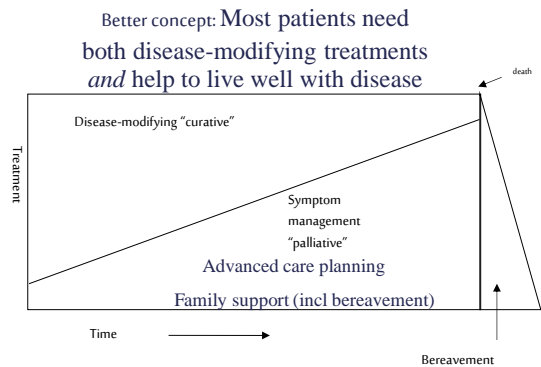 Better concept: Most patients need
both disease-modifying treatments
and help to live well with disease
death
Disease-modifying “curative”
Treatment
Symptom
management
“palliative”
Advanced care planning
Family support (incl bereavement)
Time
Bereavement